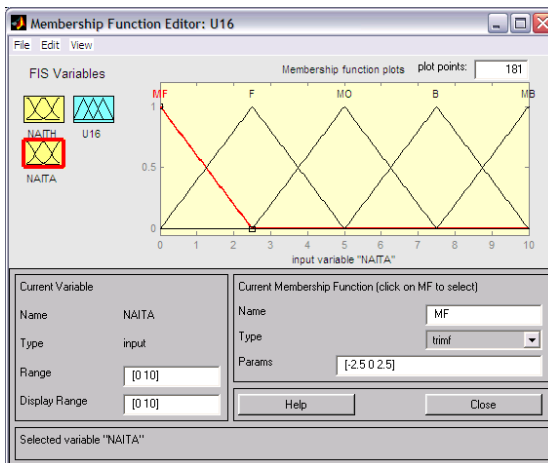 Membership Function Editor: U16
File Edit View
FIS Variables
NAITH U16
NAITA
Membership function plots plot points: 181
MF F MO B MB
1
0.5
0
0 1 2 3 4 5 6 7 8 9 10
input variable "NAITA"
Current Variable
Name NAITA
Type input
Range [0 10]
Display Range [0 10]
Current Membership Function (click on MF to select)
Name MF
Type trimf
Params [-2.5 0 2.5]
Help Close
Selected variable "NAITA"